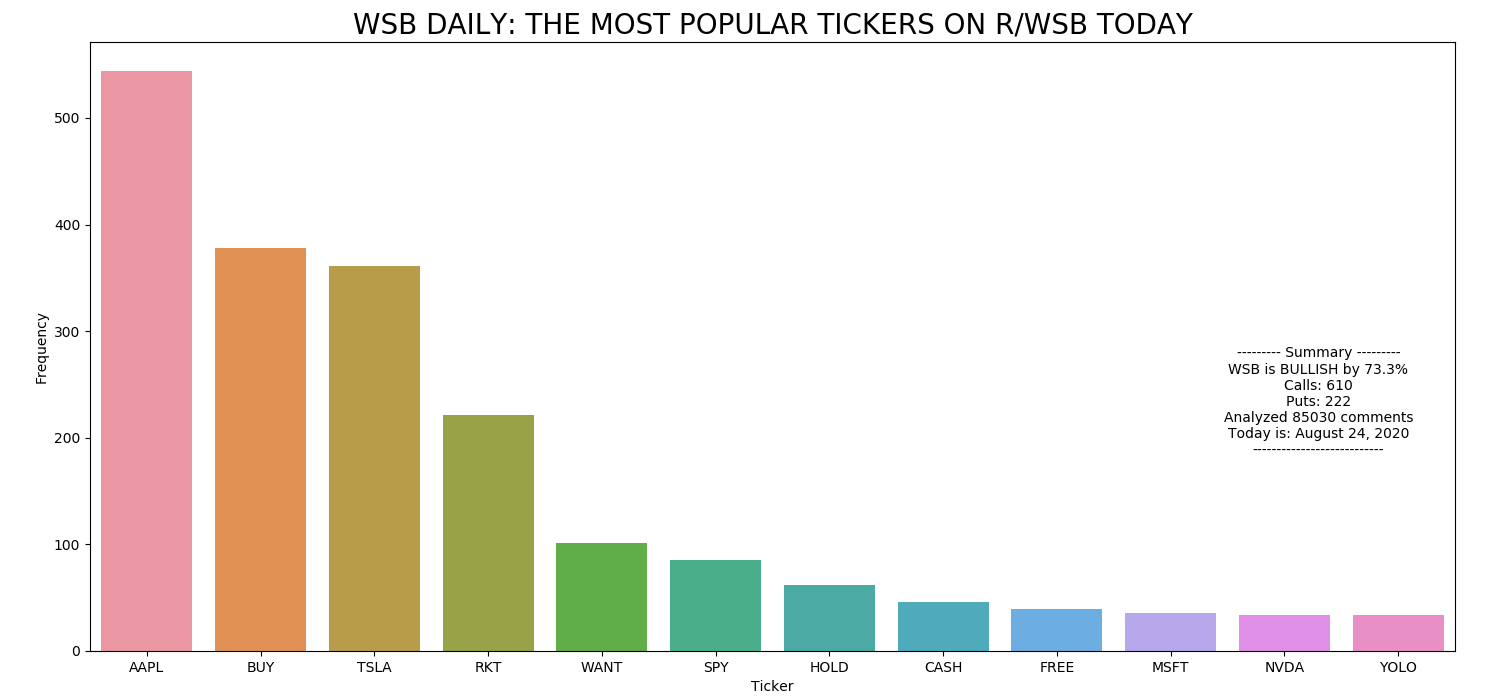 WSB DAILY: THE MOST POPULAR TICKERS ON R/WSB TODAY
Frequency
500
400
300
200
100
0
--------- Summary ---------
WSB is BULLISH by 73.3%
Calls: 610
Puts: 222
Analyzed 85030 comments
Today is: August 24, 2020
---------------------------
AAPL BUY TSLA RKT WANT SPY HOLD CASH FREE MSFT NVDA YOLO
Ticker